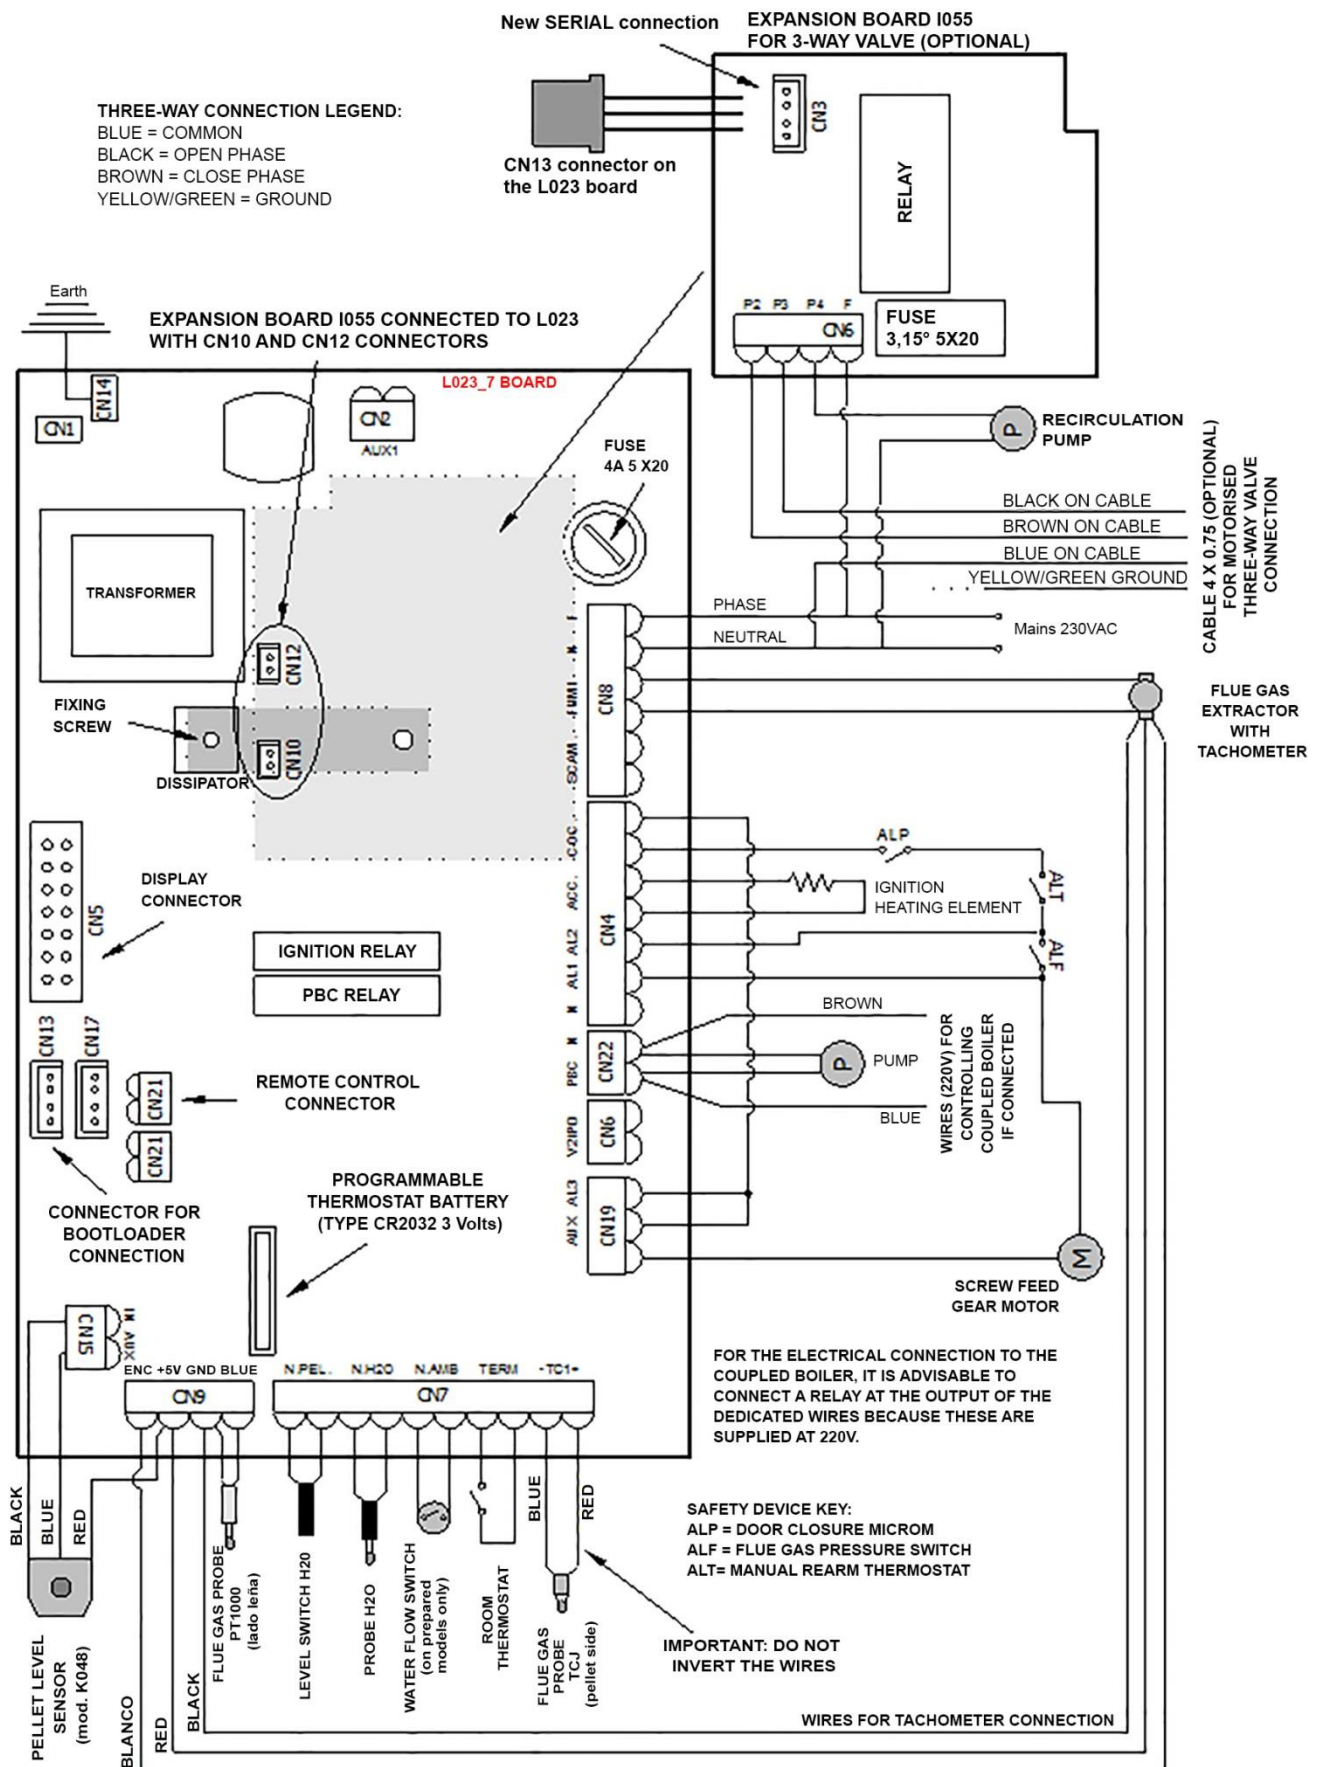 New SERIAL connection
EXPANSION BOARD I055
FOR 3-WAY VALVE (OPTIONAL)
THREE-WAY CONNECTION LEGEND:
BLUE = COMMON
BLACK = OPEN PHASE
BROWN = CLOSE PHASE
YELLOW/GREEN = GROUND
CN3
CN13 connector on
the L023 board
RELAY
P2 P3 P4 F
CN6
FUSE
3,15° 5X20
Earth
EXPANSION BOARD I055 CONNECTED TO L023
WITH CN10 AND CN12 CONNECTORS
L023_7 BOARD
CN14
CN1
CN2
AUX1
FUSE
4A 5 X20
P
RECIRCULATION
PUMP
BLACK ON CABLE
BROWN ON CABLE
BLUE ON CABLE
YELLOW/GREEN GROUND
CABLE 4 X 0.75 (OPTIONAL)
FOR MOTORISED
THREE-WAY VALVE
CONNECTION
TRANSFORMER
PHASE
NEUTRAL
Mains 230VAC
F
N
FUMI
SCAM.
CN8
CN12
CN10
FIXING
SCREW
DISSIPATOR
FLUE GAS
EXTRACTOR
WITH
TACHOMETER
DISPLAY
CONNECTOR
CN5
COC
ACC.
AL2
AL1
N
CN4
ALP
ALT
ALF
IGNITION
HEATING ELEMENT
IGNITION RELAY
PBC RELAY
CN13
CN17
CN21
CN21
REMOTE CONTROL
CONNECTOR
N
PBC
CN22
BROWN
P
PUMP
BLUE
WIRES (220V) FOR
CONTROLLING
COUPLED BOILER
IF CONNECTED
V2IPO
CN6
CONNECTOR FOR
BOOTLOADER
CONNECTION
PROGRAMMABLE
THERMOSTAT BATTERY
(TYPE CR2032 3 Volts)
AL3
AUX
CN19
M
SCREW FEED
GEAR MOTOR
CN15
IN AUX
ENC +5V GND BLUE
CN9
N.PEL. N.H2O N.AMB TERM -TC1+
CN7
FOR THE ELECTRICAL CONNECTION TO THE
COUPLED BOILER, IT IS ADVISABLE TO
CONNECT A RELAY AT THE OUTPUT OF THE
DEDICATED WIRES BECAUSE THESE ARE
SUPPLIED AT 220V.
BLACK
BLUE
RED
BLUE
RED
SAFETY DEVICE KEY:
ALP = DOOR CLOSURE MICROM
ALF = FLUE GAS PRESSURE SWITCH
ALT= MANUAL REARM THERMOSTAT
PELLET LEVEL
SENSOR
(mod. K048)
FLUE GAS PROBE
PT1000
(lado leña)
LEVEL SWITCH H20
PROBE H2O
WATER FLOW SWITCH
(on prepared
models only)
ROOM
THERMOSTAT
FLUE GAS
PROBE
TCJ
(pellet side)
IMPORTANT: DO NOT
INVERT THE WIRES
BLANCO
RED
BLACK
WIRES FOR TACHOMETER CONNECTION